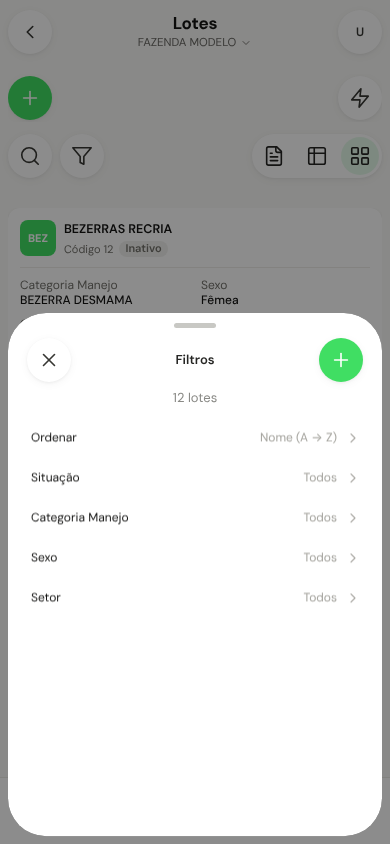 Lotes
FAZENDA MODELO
U
BEZ
BEZERRAS RECRIA
Código 12 Inativo
Categoria Manejo
BEZERRA DESMAMA
Sexo
Fêmea
Filtros
12 lotes
Ordenar Nome (A → Z)
Situação Todos
Categoria Manejo Todos
Sexo Todos
Setor Todos